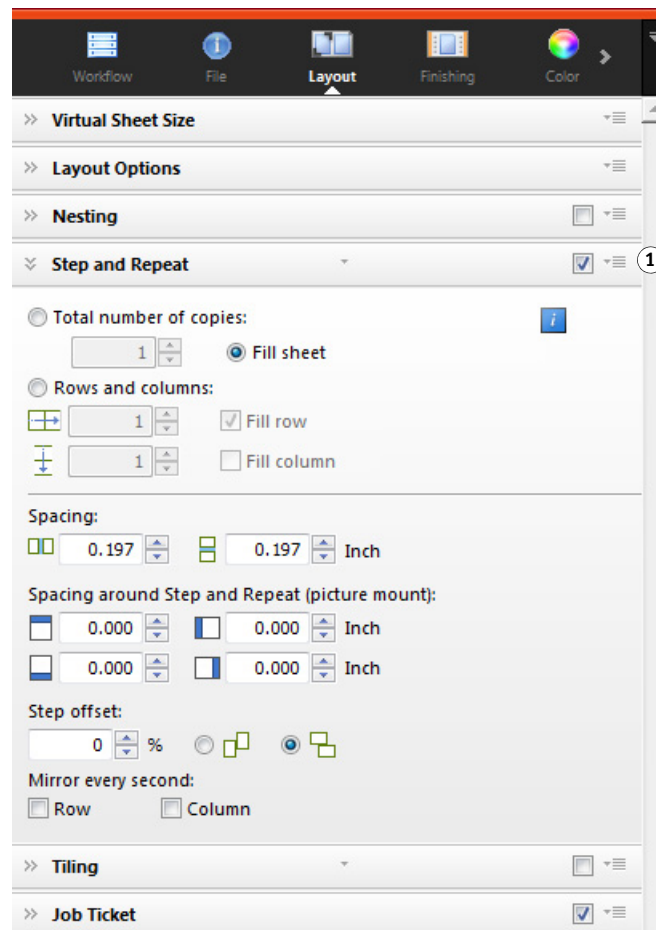 Workflow File Layout Finishing Color
Virtual Sheet Size
Layout Options
Nesting
Step and Repeat 1
Total number of copies: i
1 Fill sheet
Rows and columns:
1 Fill row
1 Fill column
Spacing:
0.197 0.197 Inch
Spacing around Step and Repeat (picture mount):
0.000 0.000 Inch
0.000 0.000 Inch
Step offset:
0 %
Mirror every second:
Row Column
Tiling
Job Ticket